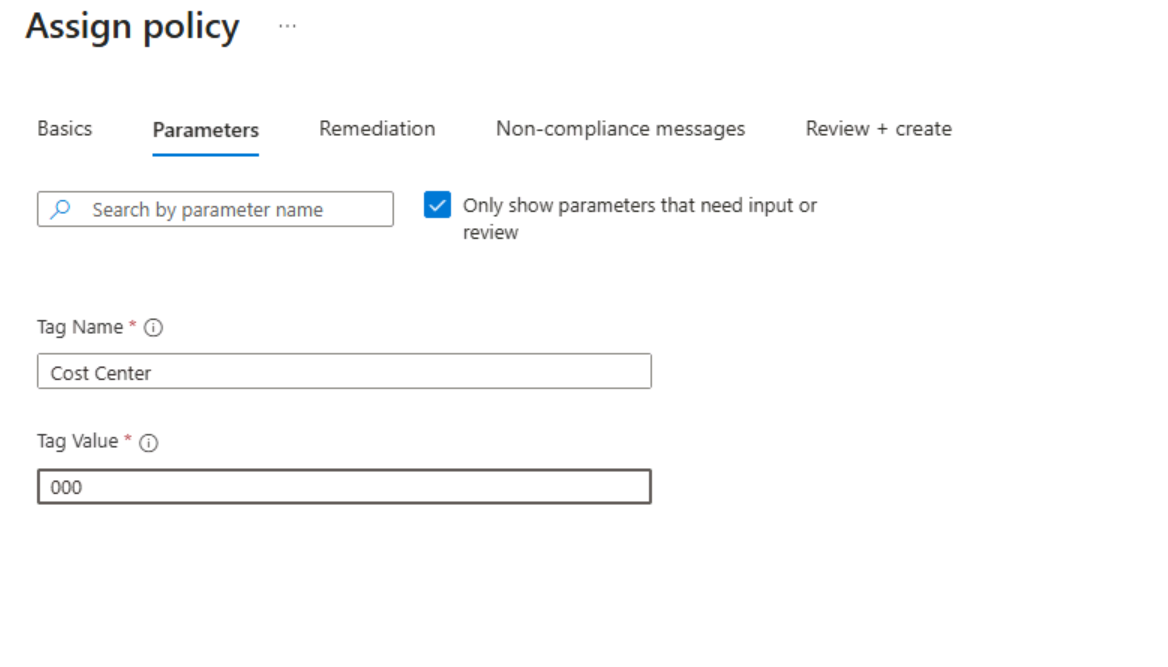 Assign policy ...
Basics Parameters Remediation Non-compliance messages Review + create
Search by parameter name
Only show parameters that need input or
review
Tag Name *
Cost Center
Tag Value *
000